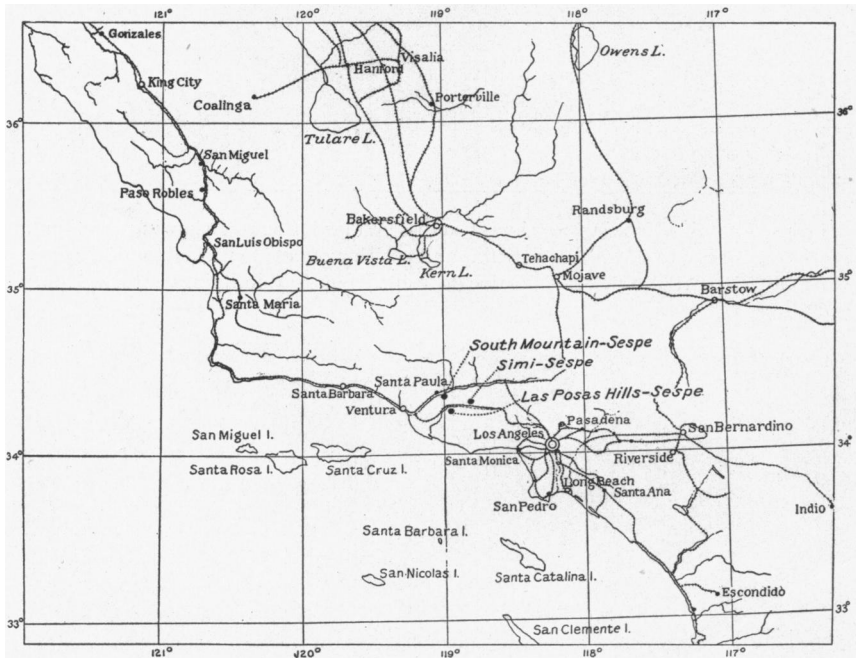 121° 120° 119° 118° 117°
Gonzales
Owens L.
Visalia
Hanford
King City
Coalinga
Porterville
36° 36°
Tulare L.
San Miguel
Paso Robles
Randsburg
Bakersfield
San Luis Obispo
Tehachapi
Buena Vista L.
Kern L.
Mojave
35° 35°
Barstow
Santa Maria
South Mountain-Sespe
Simi-Sespe
Santa Paula
Santa Barbara
Las Posas Hills-Sespe
Ventura
Pasadena
San Bernardino
San Miguel I.
Los Angeles
34° 34°
Santa Rosa I.
Santa Cruz I.
Santa Monica
Riverside
Long Beach
Santa Ana
San Pedro
Indio
Santa Barbara I.
San Nicolas I.
Santa Catalina I.
Escondido
33° 33°
San Clemente I.
121° 120° 119° 118° 117°